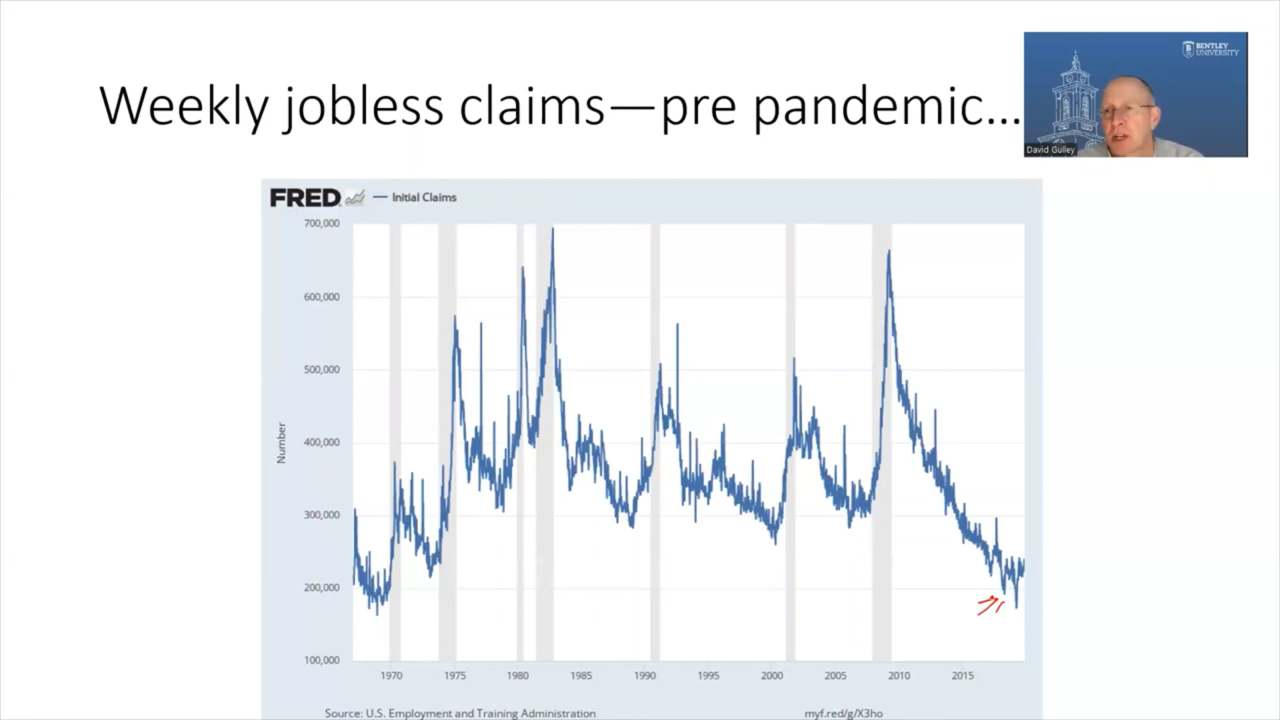 Weekly jobless claims—pre pandemic...
BENTLEY
UNIVERSITY
David Gulley
FRED
Initial Claims
700,000
600,000
500,000
400,000
300,000
200,000
100,000
Number
1970 1975 1980 1985 1990 1995 2000 2005 2010 2015
Source: U.S. Employment and Training Administration
myf.red/g/X3ho